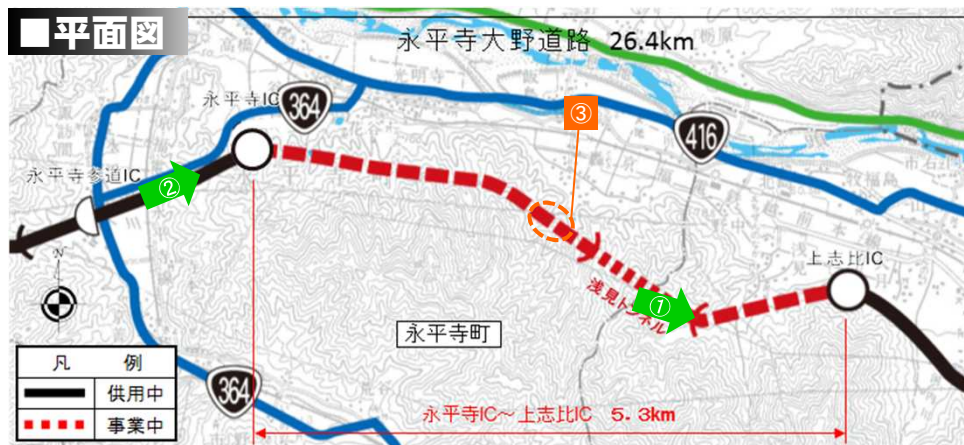 ■平面図
永平寺大野道路 26.4km
永平寺IC
364
③
416
永平寺参道IC
②
上志比IC
①
浅見トンネル
N
永平寺町
凡 例
供用中
事業中
364
永平寺IC～上志比IC 5.3km